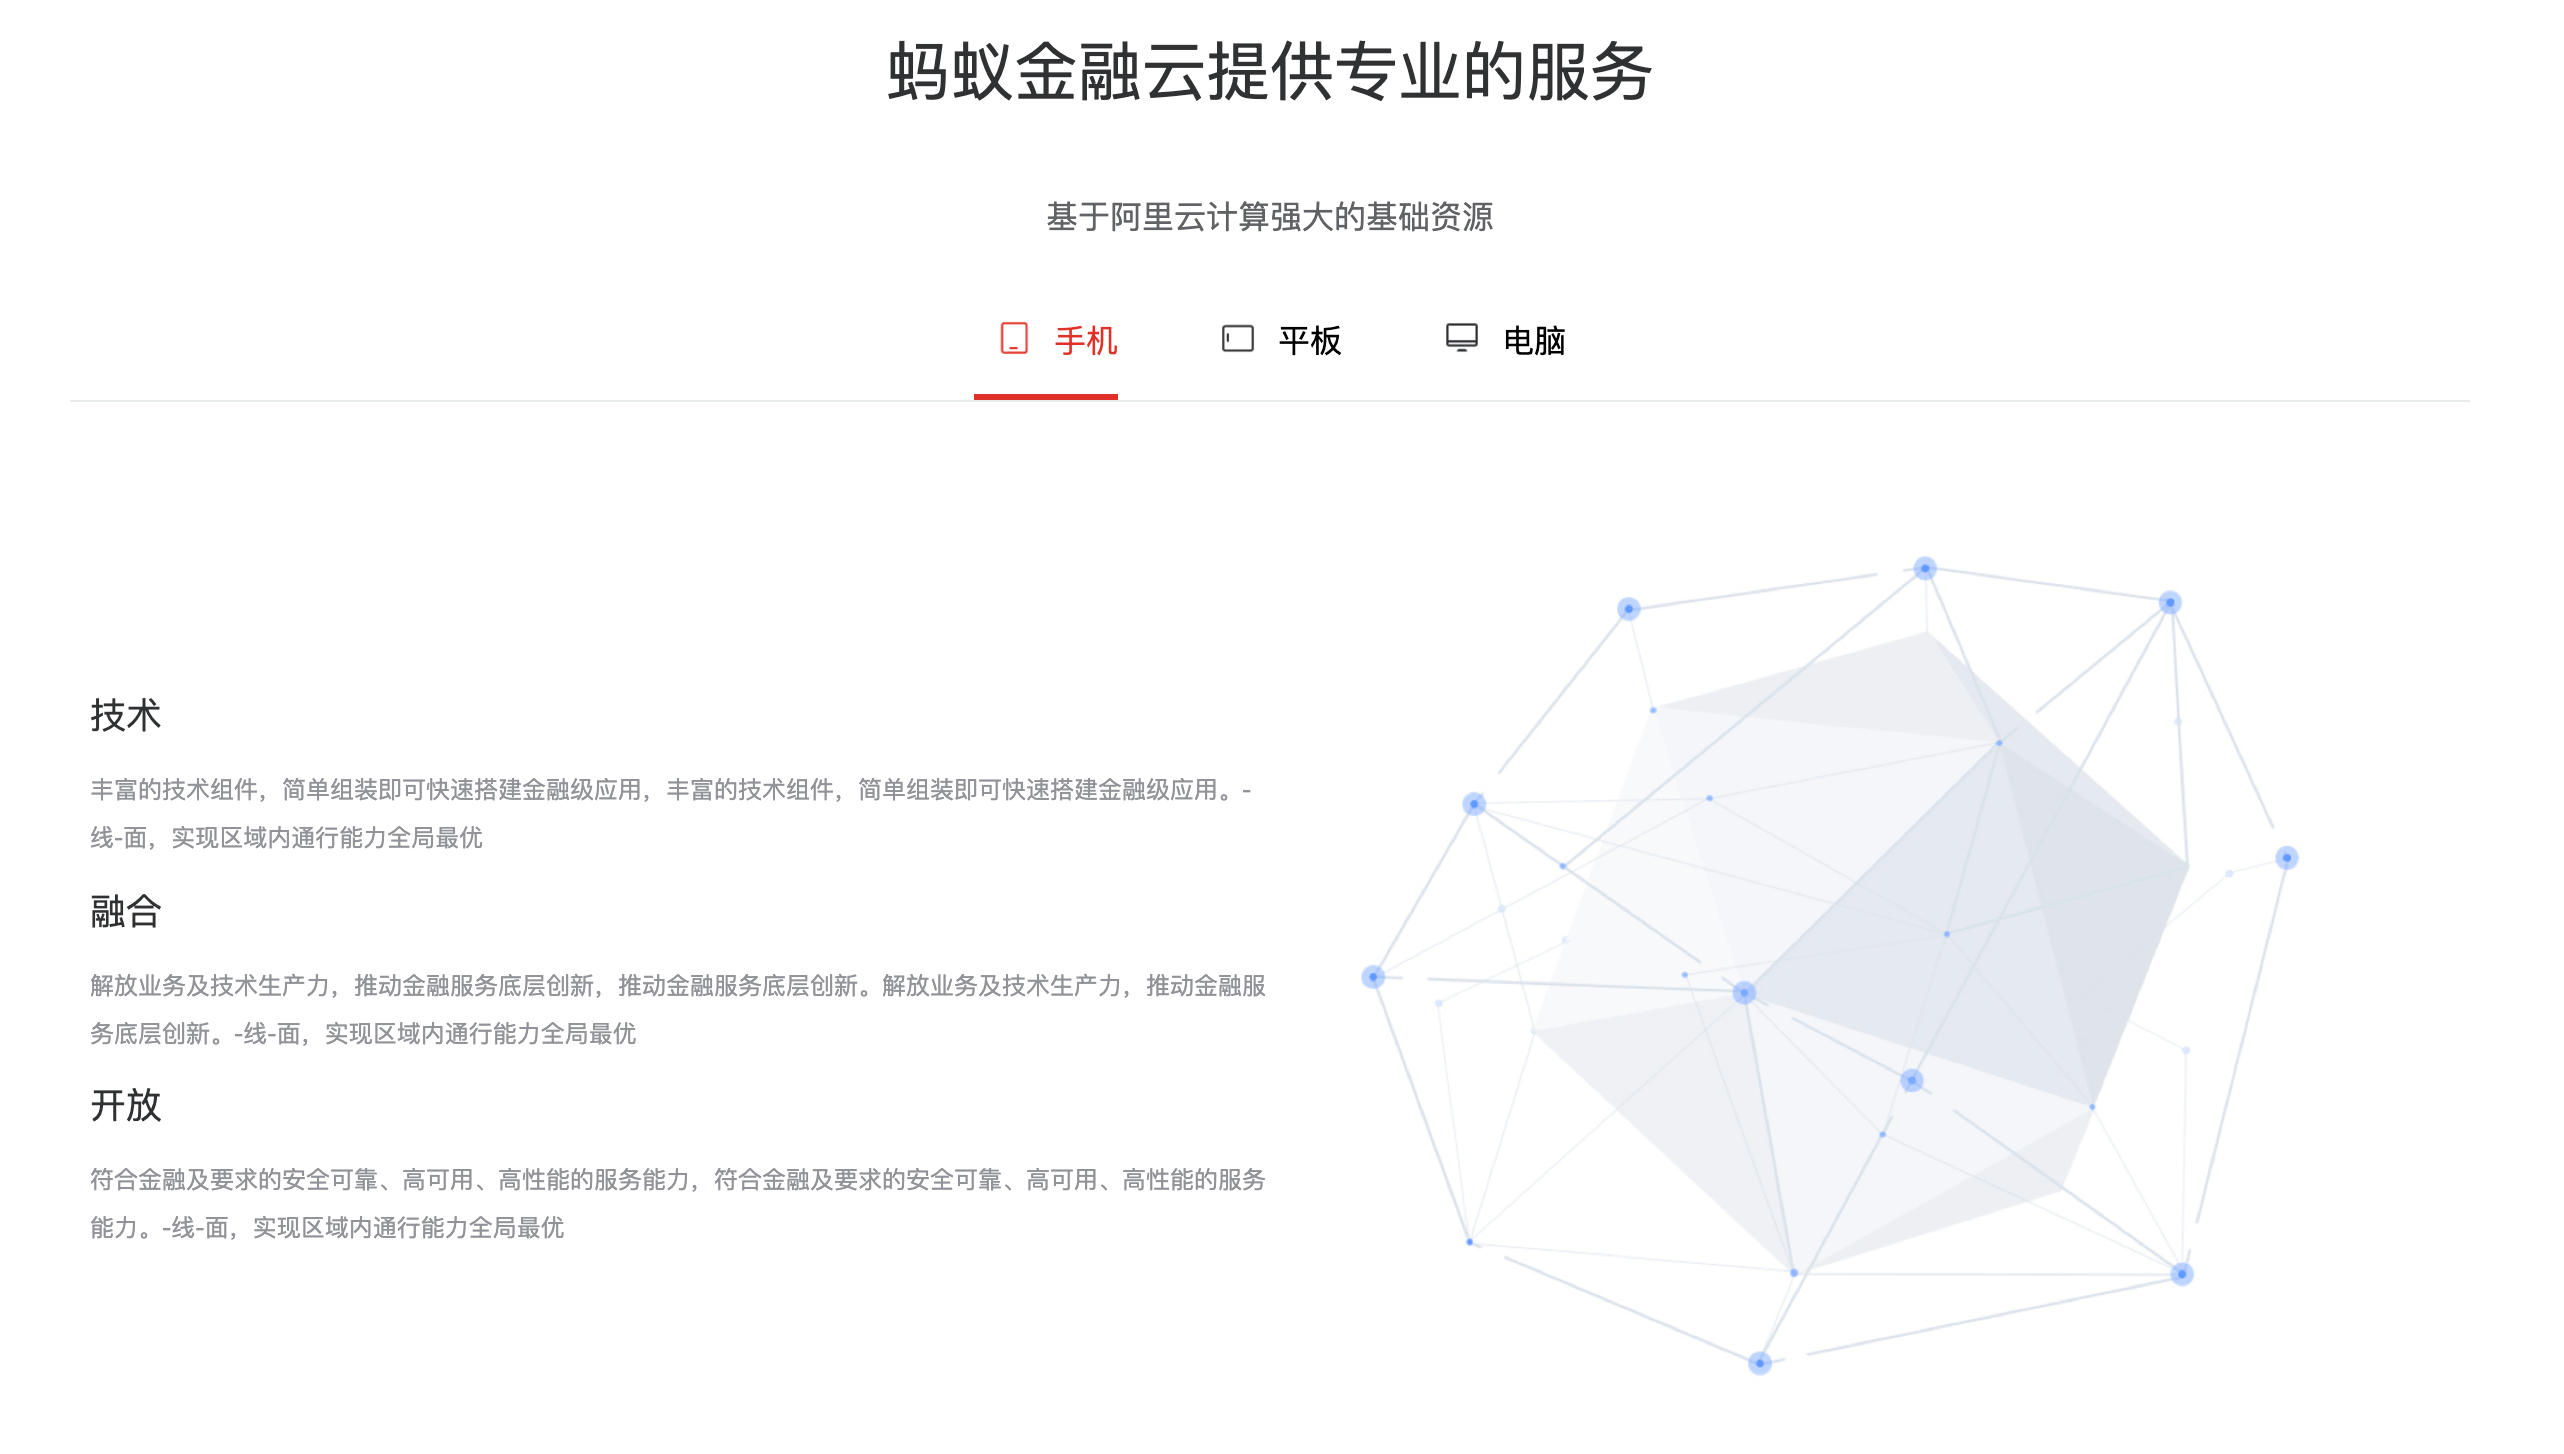 蚂蚁金融云提供专业的服务
基于阿里云计算强大的基础资源
手机 平板 电脑
技术
丰富的技术组件，简单组装即可快速搭建金融级应用，丰富的技术组件，简单组装即可快速搭建金融级应用。-
线-面，实现区域内通行能力全局最优
融合
解放业务及技术生产力，推动金融服务底层创新，推动金融服务底层创新。解放业务及技术生产力，推动金融服
务底层创新。-线-面，实现区域内通行能力全局最优
开放
符合金融及要求的安全可靠、高可用、高性能的服务能力，符合金融及要求的安全可靠、高可用、高性能的服务
能力。-线-面，实现区域内通行能力全局最优